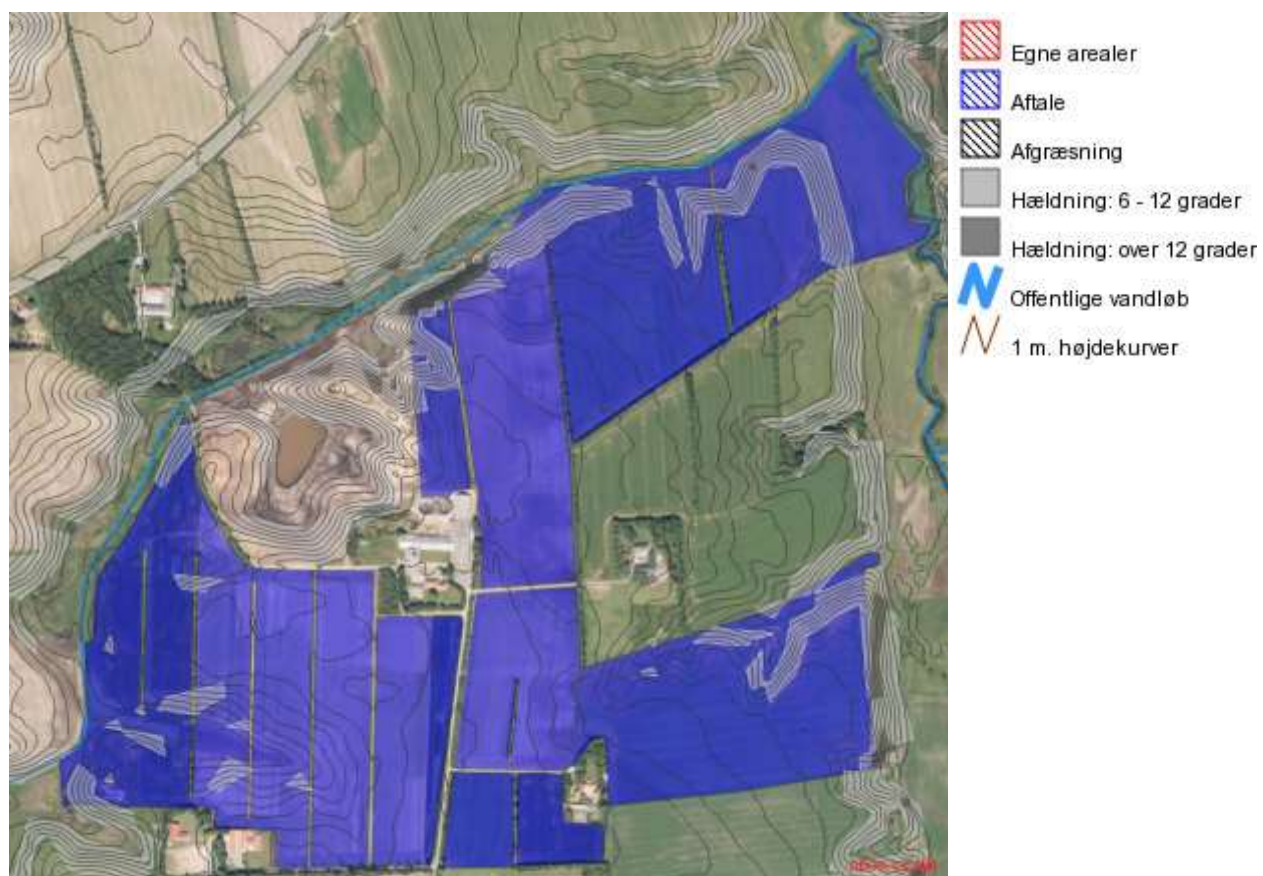 Egne arealer
Aftale
Afgræsning
Hældning: 6 - 12 grader
Hældning: over 12 grader
Offentlige vandløb
1 m. højdekurver